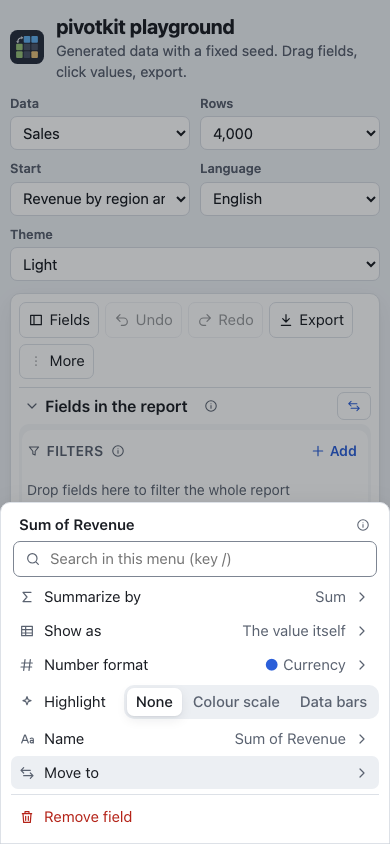 pivotkit playground
Generated data with a fixed seed. Drag fields,
click values, export.
Data
Rows
Sales
4,000
Start
Language
Revenue by region ar
English
Theme
Light
Fields
Undo
Redo
Export
More
Fields in the report
FILTERS
Add
Drop fields here to filter the whole report
Sum of Revenue
Search in this menu (key /)
Summarize by
Sum
Show as
The value itself
Number format
Currency
Highlight
None
Colour scale
Data bars
Aa
Name
Sum of Revenue
Move to
Remove field